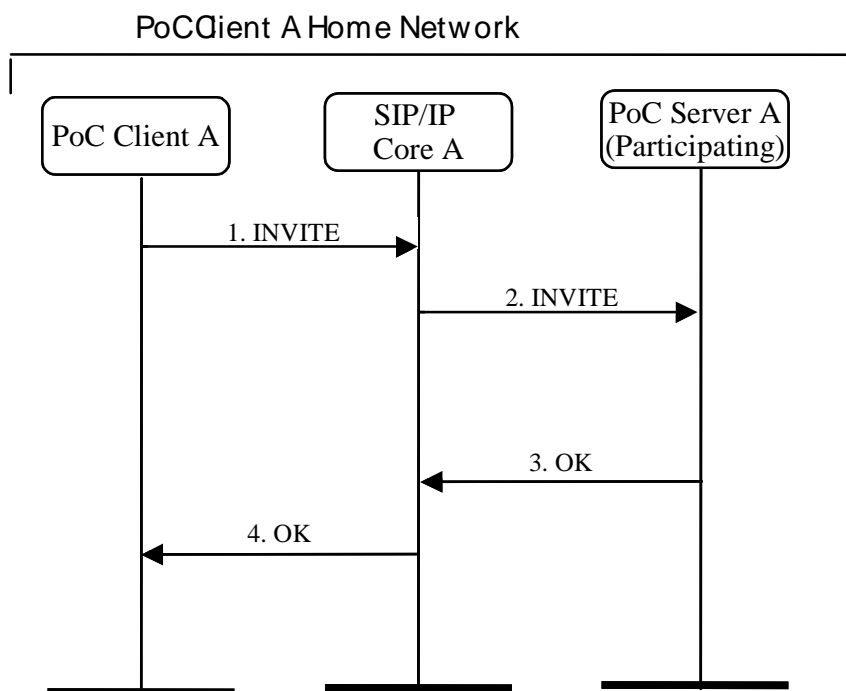 PoCClient A Home Network
PoC Client A
SIP/IP
Core A
PoC Server A
(Participating)
1. INVITE
2. INVITE
3. OK
4. OK